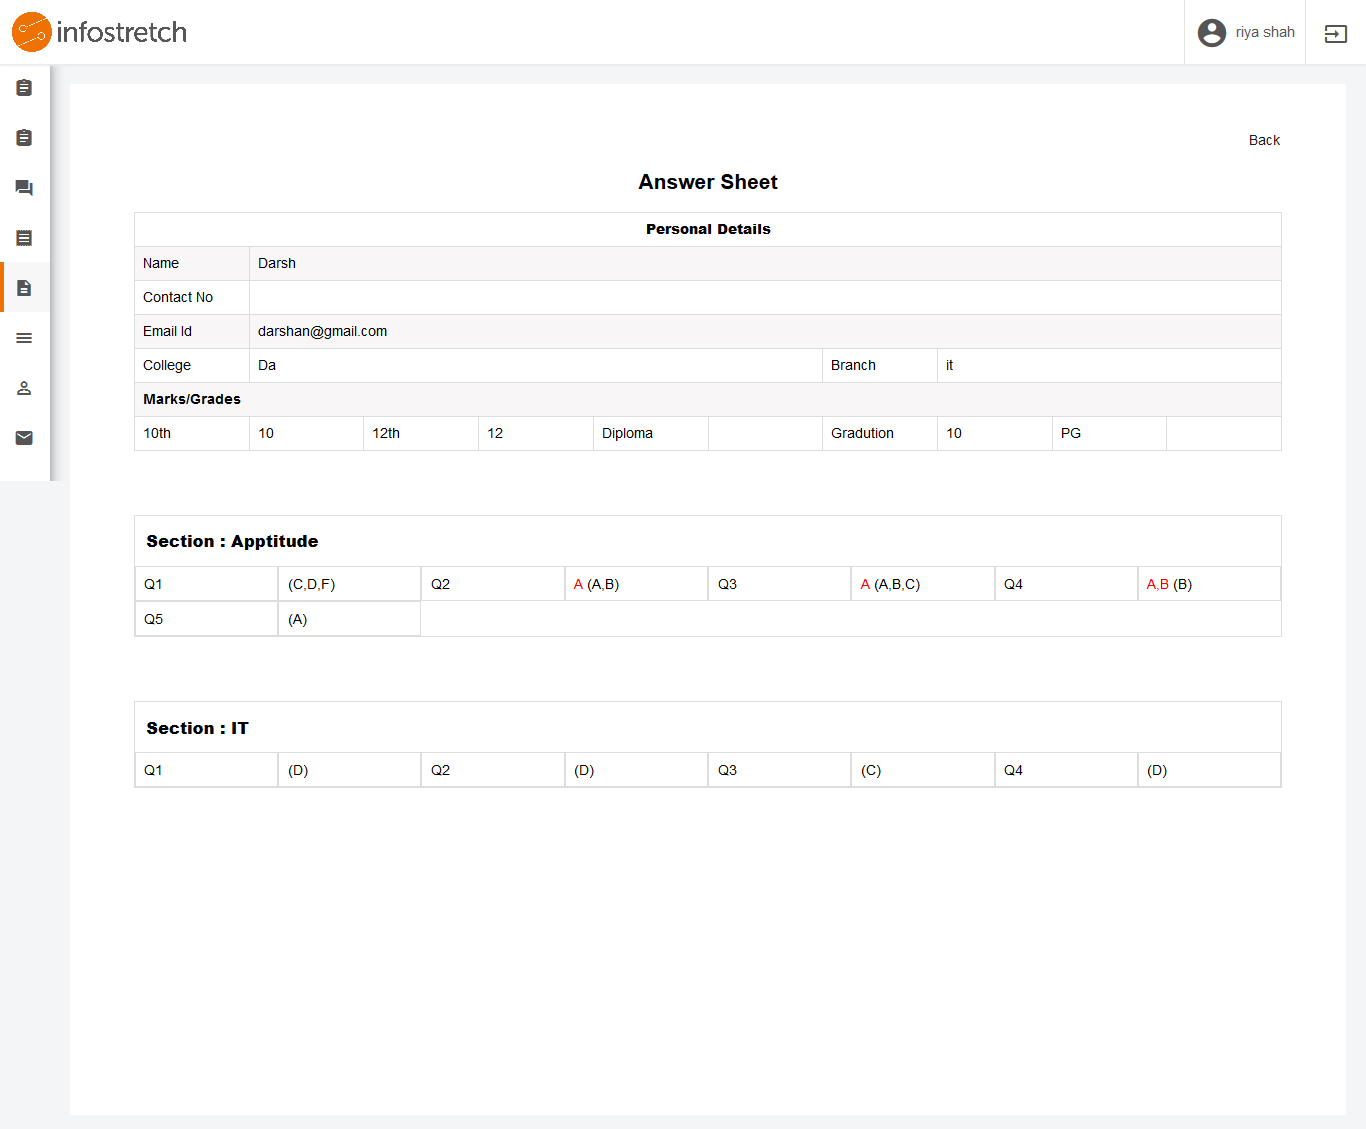 infostretch
riya shah
Back
Answer Sheet
Personal Details
Name Darsh
Contact No
Email Id darshan@gmail.com
College Da Branch it
Marks/Grades
10th 10 12th 12 Diploma Gradution 10 PG
Section : Apptitude
Q1 (C,D,F) Q2 A (A,B) Q3 A (A,B,C) Q4 A,B (B)
Q5 (A)
Section : IT
Q1 (D) Q2 (D) Q3 (C) Q4 (D)